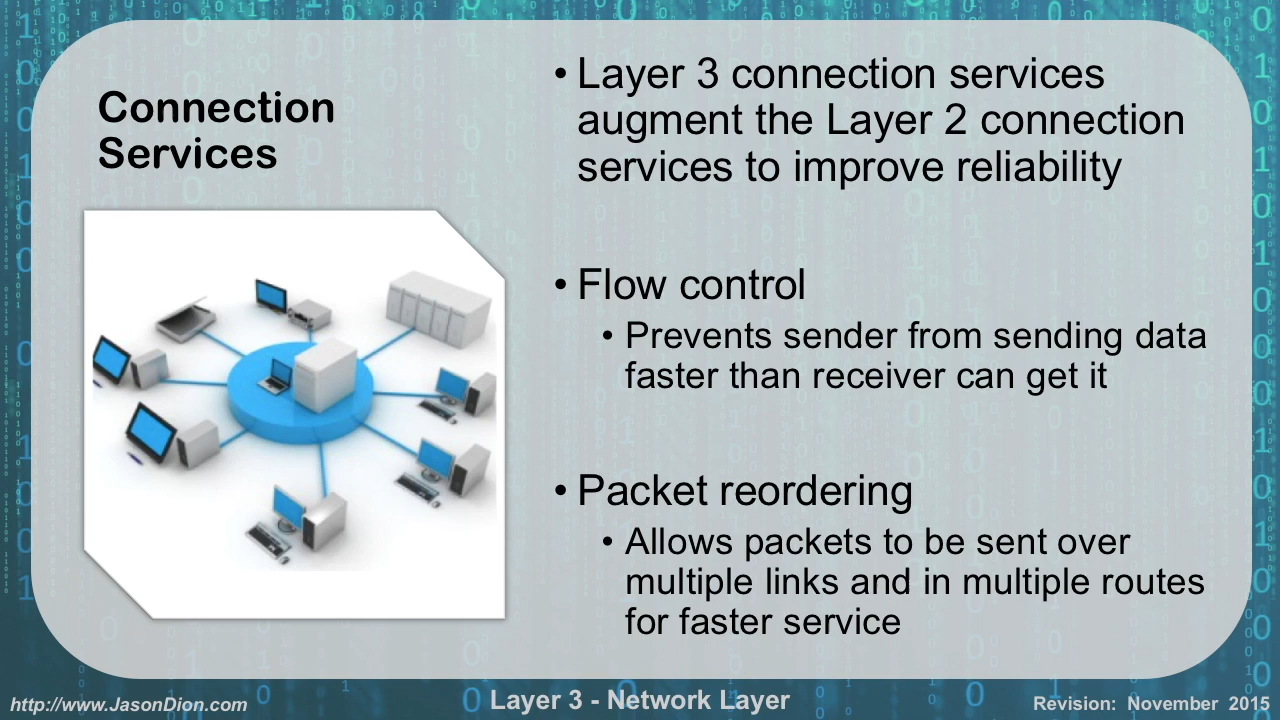 Connection
Services
• Layer 3 connection services
augment the Layer 2 connection
services to improve reliability
• Flow control
• Prevents sender from sending data
faster than receiver can get it
• Packet reordering
• Allows packets to be sent over
multiple links and in multiple routes
for faster service
http://www.JasonDion.com
Layer 3 - Network Layer
Revision: November 2015